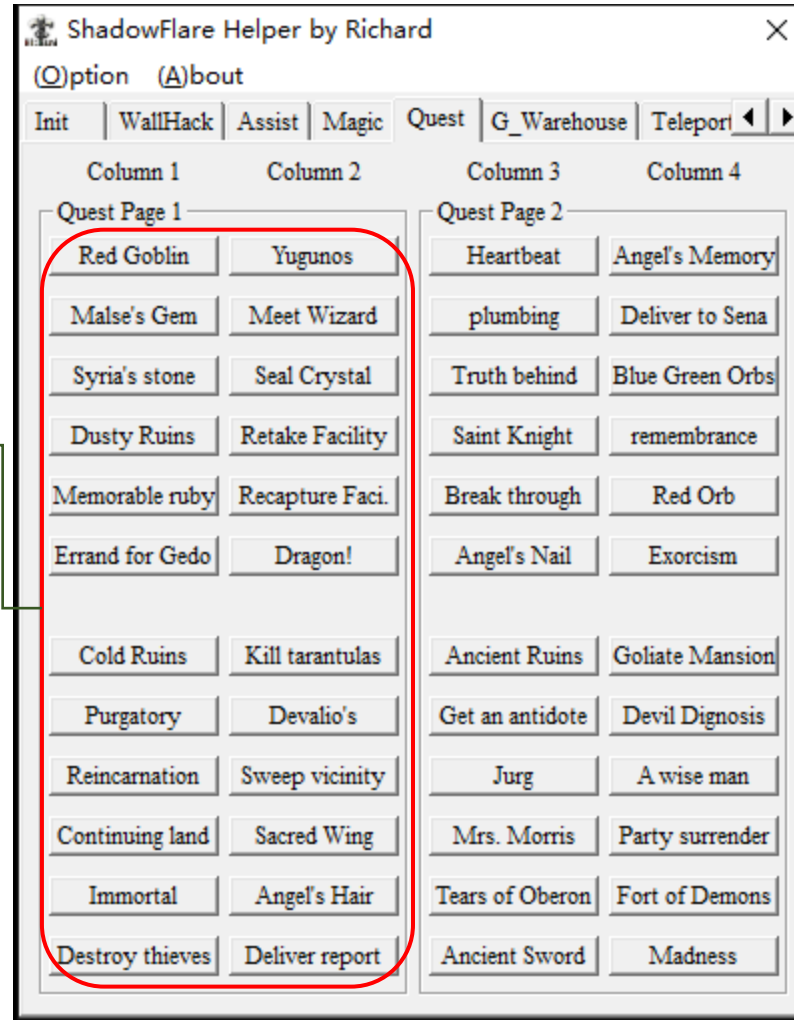 ShadowFlare Helper by Richard
(O)ption (A)bout
Init WallHack Assist Magic Quest G_Warehouse Teleport
Column 1 Column 2 Column 3 Column 4
Quest Page 1 Quest Page 2
Red Goblin Yugunos Heartbeat Angel's Memory
Malse's Gem Meet Wizard plumbing Deliver to Sena
Syria's stone Seal Crystal Truth behind Blue Green Orbs
Dusty Ruins Retake Facility Saint Knight remembrance
Memorable ruby Recapture Faci. Break through Red Orb
Errand for Gedo Dragon! Angel's Nail Exorcism
Cold Ruins Kill tarantulas Ancient Ruins Goliate Mansion
Purgatory Devalio's Get an antidote Devil Dignosis
Reincarnation Sweep vicinity Jurg A wise man
Continuing land Sacred Wing Mrs. Morris Party surrender
Immortal Angel's Hair Tears of Oberon Fort of Demons
Destroy thieves Deliver report Ancient Sword Madness